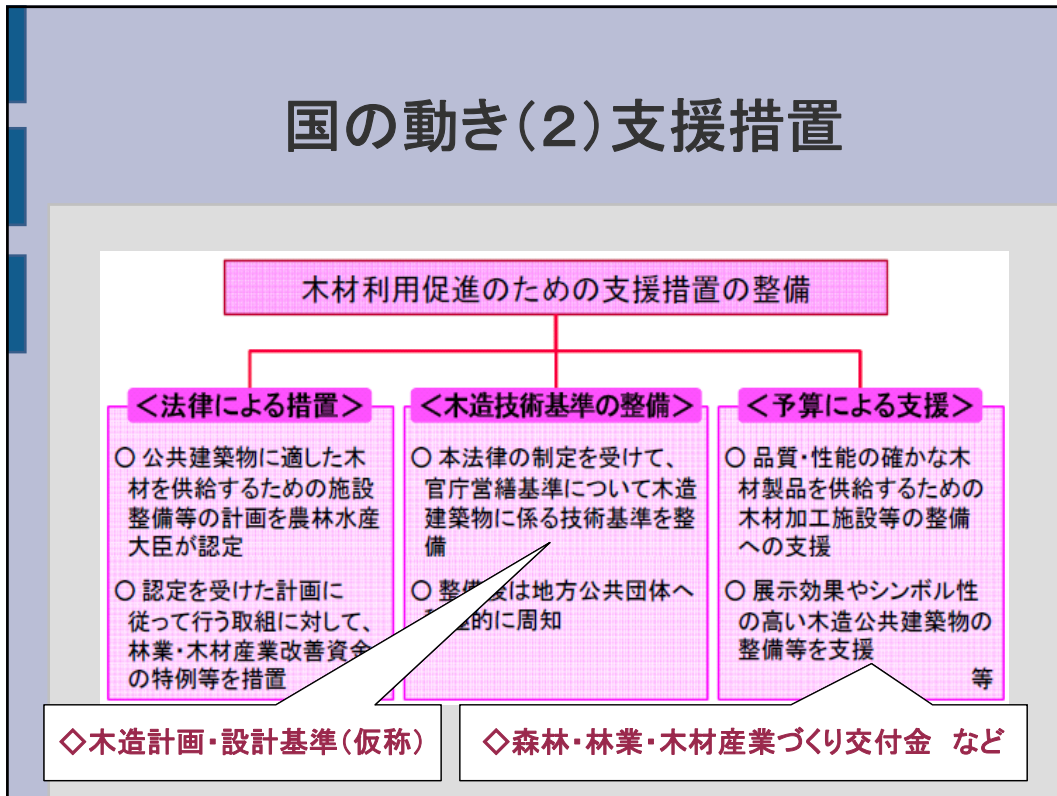 国の動き(２)支援措置
木材利用促進のための支援措置の整備
＜法律による措置＞
○ 公共建築物に適した木
材を供給するための施設
整備等の計画を農林水産
大臣が認定
○ 認定を受けた計画に
従って行う取組に対して、
林業・木材産業改善資金
の特例等を措置
＜木造技術基準の整備＞
○ 本法律の制定を受けて、
官庁営繕基準について木造
建築物に係る技術基準を整
備
○ 整備後は地方公共団体へ
的に周知
＜予算による支援＞
○ 品質・性能の確かな木
材製品を供給するための
木材加工施設等の整備
への支援
○ 展示効果やシンボル性
の高い木造公共建築物の
整備等を支援
等
◇木造計画・設計基準(仮称)
◇森林・林業・木材産業づくり交付金　など